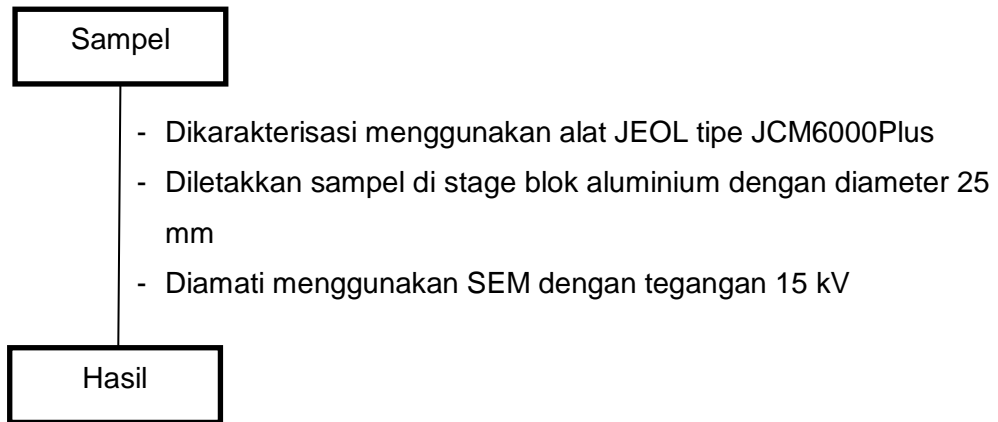 Sampel
- Dikarakterisasi menggunakan alat JEOL tipe JCM6000Plus
- Diletakkan sampel di stage blok aluminium dengan diameter 25
mm
- Diamati menggunakan SEM dengan tegangan 15 kV
Hasil